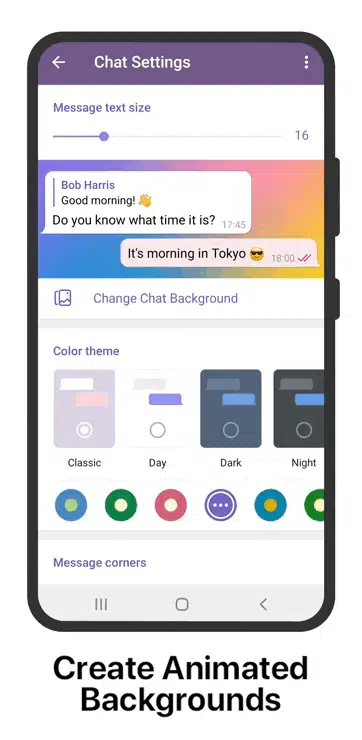 Chat Settings
Message text size
16
Bob Harris
Good morning! 👋
Do you know what time it is? 17:45
It's morning in Tokyo 😎 18:00
Change Chat Background
Color theme
Classic Day Dark Night
Message corners
Create Animated
Backgrounds